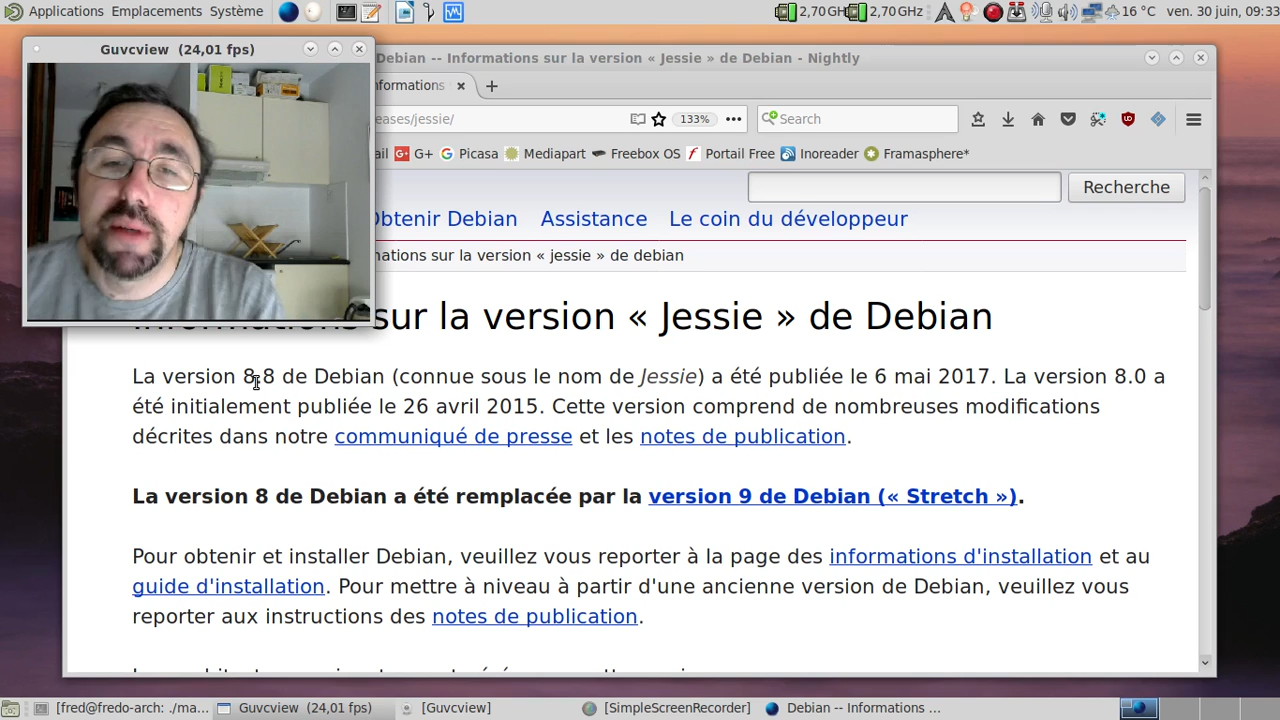 Applications Emplacements Système 2,70 GHz 2,70 GHz 16 °C ven. 30 juin, 09:33
Guvcview (24,01 fps)
Debian -- Informations sur la version « Jessie » de Debian - Nightly
nformations
eases/jessie/ 133% Search
ail G+ Picasa Mediapart Freebox OS Portail Free Inoreader Framasphere*
Recherche
Obtenir Debian Assistance Le coin du développeur
mations sur la version « jessie » de debian
Informations sur la version « Jessie » de Debian
La version 8.8 de Debian (connue sous le nom de Jessie) a été publiée le 6 mai 2017. La version 8.0 a
été initialement publiée le 26 avril 2015. Cette version comprend de nombreuses modifications
décrites dans notre communiqué de presse et les notes de publication.
La version 8 de Debian a été remplacée par la version 9 de Debian (« Stretch »).
Pour obtenir et installer Debian, veuillez vous reporter à la page des informations d'installation et au
guide d'installation. Pour mettre à niveau à partir d'une ancienne version de Debian, veuillez vous
reporter aux instructions des notes de publication.
[fred@fredo-arch: ./ma... Guvcview (24,01 fps) [Guvcview] [SimpleScreenRecorder] Debian -- Informations ...